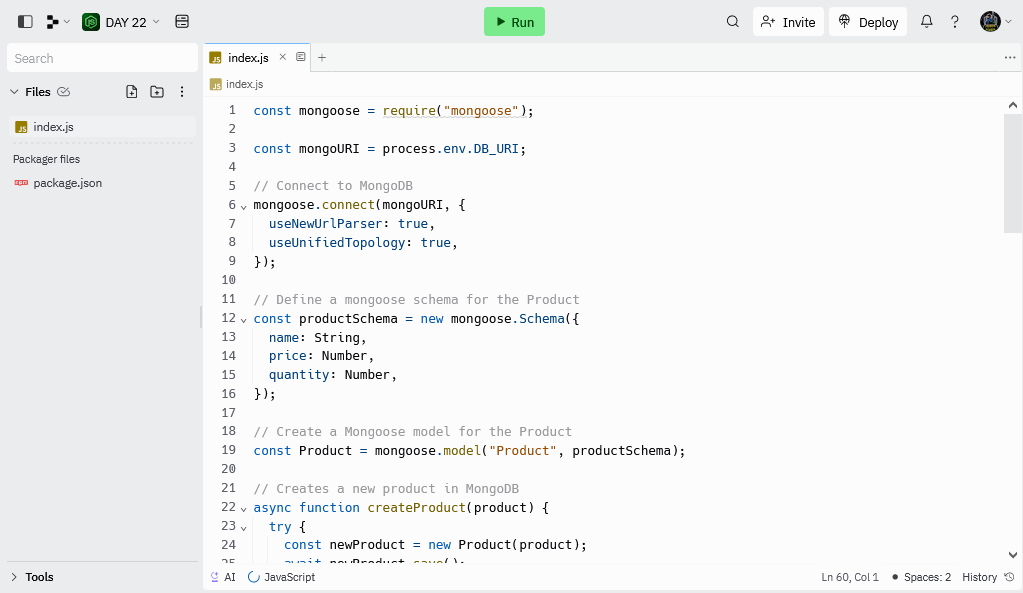 DAY 22
Run
Invite
Deploy
Search
Files
index.js
Packager files
package.json
Tools
index.js
index.js
1 const mongoose = require("mongoose");
2
3 const mongoURI = process.env.DB_URI;
4
5 // Connect to MongoDB
6 mongoose.connect(mongoURI, {
7 useNewUrlParser: true,
8 useUnifiedTopology: true,
9 });
10
11 // Define a mongoose schema for the Product
12 const productSchema = new mongoose.Schema({
13 name: String,
14 price: Number,
15 quantity: Number,
16 });
17
18 // Create a Mongoose model for the Product
19 const Product = mongoose.model("Product", productSchema);
20
21 // Creates a new product in MongoDB
22 async function createProduct(product) {
23 try {
24 const newProduct = new Product(product);
25 await newProduct.save();
AI JavaScript
Ln 60, Col 1 Spaces: 2 History